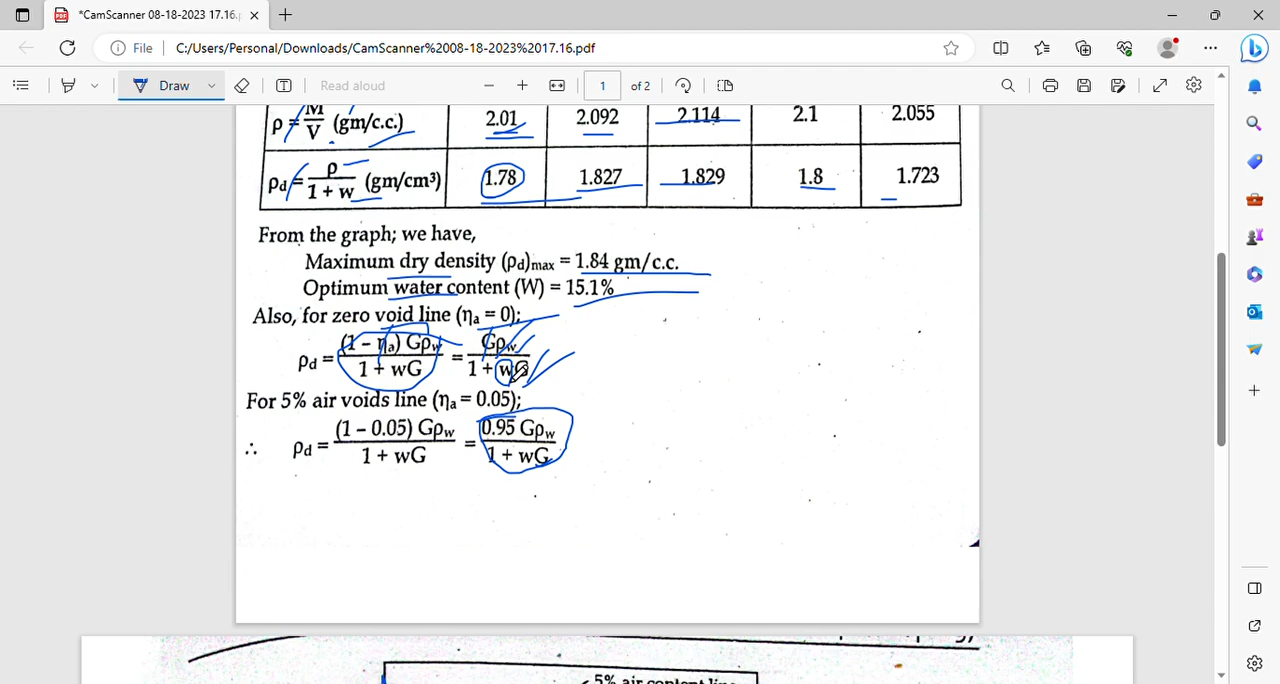 *CamScanner 08-18-2023 17.16.p
File C:/Users/Personal/Downloads/CamScanner%2008-18-2023%2017.16.pdf
Draw Read aloud 1 of 2
ρ = M/V (gm/c.c.) 2.01 2.092 2.114 2.1 2.055
ρd = ρ/(1 + w) (gm/cm³) 1.78 1.827 1.829 1.8 1.723
From the graph; we have,
Maximum dry density (ρd)max = 1.84 gm/c.c.
Optimum water content (W) = 15.1%
Also, for zero void line (ηa = 0);
ρd = (1 – ηa) Gρw / 1 + wG = Gρw / 1 + wG
For 5% air voids line (ηa = 0.05);
∴ ρd = (1 – 0.05) Gρw / 1 + wG = 0.95 Gρw / 1 + wG
5% air content line